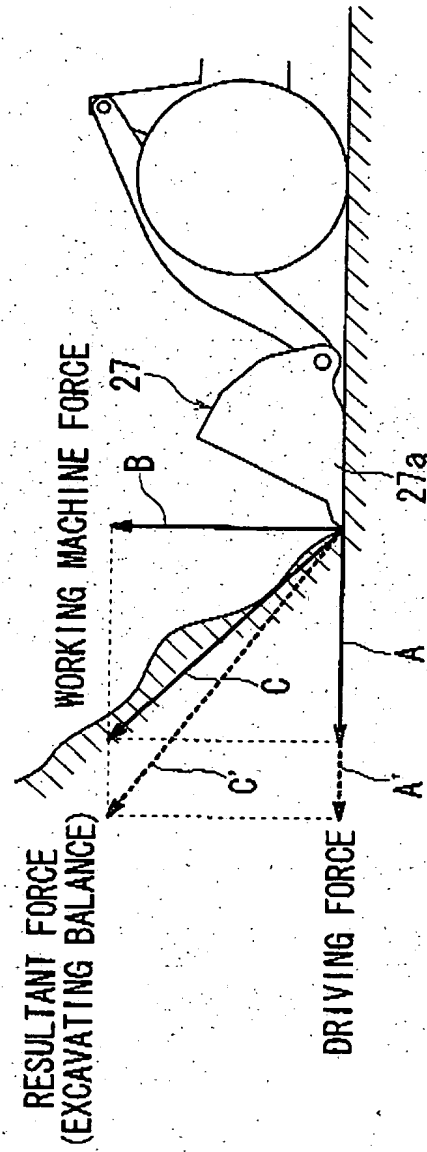 RESULTANT FORCE
(EXCAVATING BALANCE)
WORKING MACHINE FORCE
B
27
C
C'
DRIVING FORCE
A'
A
27a